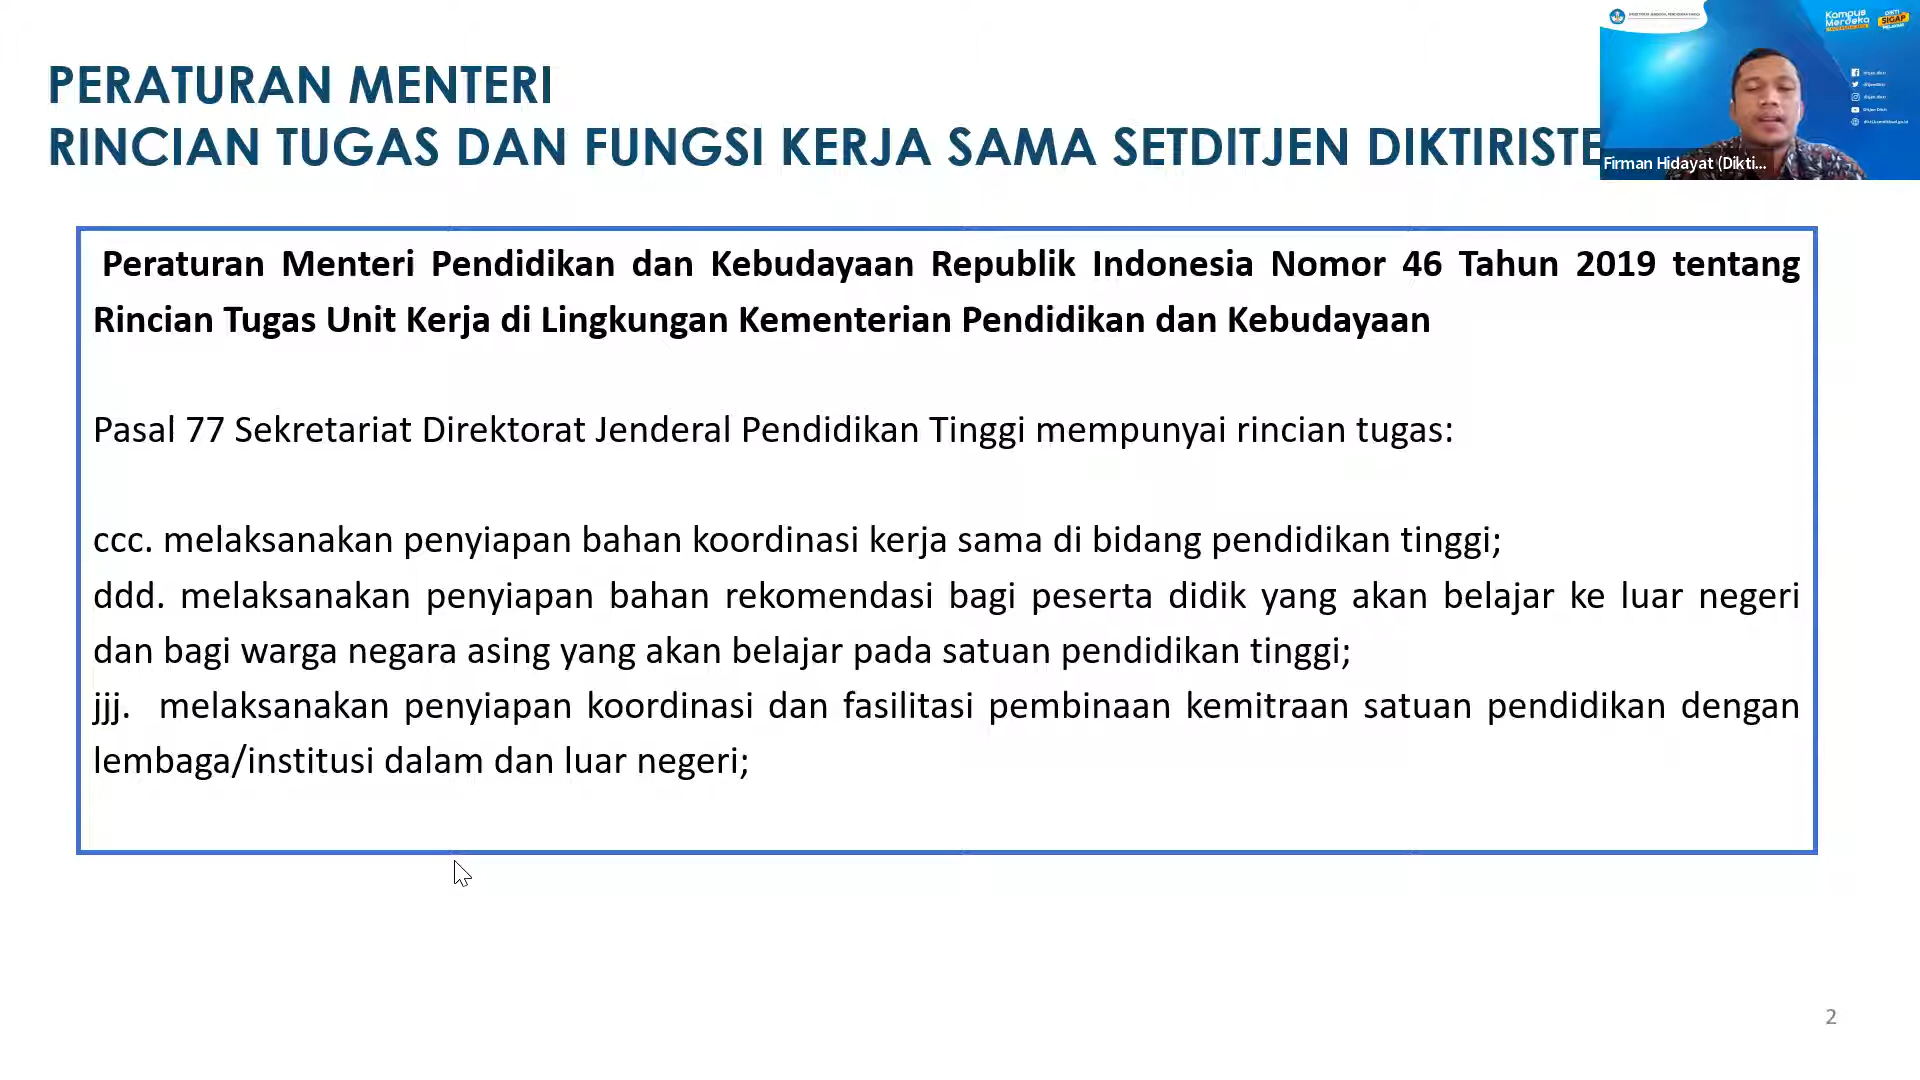 PERATURAN MENTERI
RINCIAN TUGAS DAN FUNGSI KERJA SAMA SETDITJEN DIKTIRISTE
Kampus
Merdeka
DIKTI
SIGAP
Firman Hidayat (Dikti...
Peraturan Menteri Pendidikan dan Kebudayaan Republik Indonesia Nomor 46 Tahun 2019 tentang
Rincian Tugas Unit Kerja di Lingkungan Kementerian Pendidikan dan Kebudayaan
Pasal 77 Sekretariat Direktorat Jenderal Pendidikan Tinggi mempunyai rincian tugas:
ccc. melaksanakan penyiapan bahan koordinasi kerja sama di bidang pendidikan tinggi;
ddd. melaksanakan penyiapan bahan rekomendasi bagi peserta didik yang akan belajar ke luar negeri
dan bagi warga negara asing yang akan belajar pada satuan pendidikan tinggi;
jjj. melaksanakan penyiapan koordinasi dan fasilitasi pembinaan kemitraan satuan pendidikan dengan
lembaga/institusi dalam dan luar negeri;
2